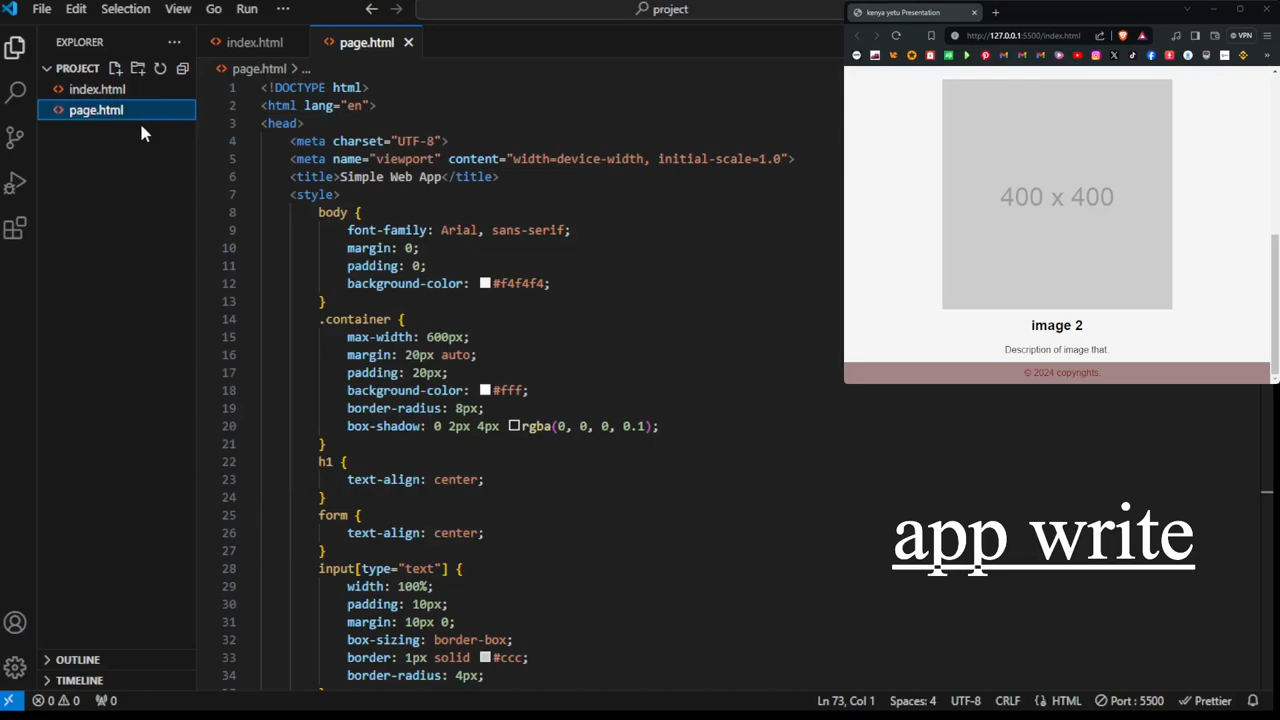 File Edit Selection View Go Run ··· project
EXPLORER
PROJECT
index.html
page.html
OUTLINE
TIMELINE
index.html page.html
page.html > ...
1 <!DOCTYPE html>
2 <html lang="en">
3 <head>
4 <meta charset="UTF-8">
5 <meta name="viewport" content="width=device-width, initial-scale=1.0">
6 <title>Simple Web App</title>
7 <style>
8 body {
9 font-family: Arial, sans-serif;
10 margin: 0;
11 padding: 0;
12 background-color: #f4f4f4;
13 }
14 .container {
15 max-width: 600px;
16 margin: 20px auto;
17 padding: 20px;
18 background-color: #fff;
19 border-radius: 8px;
20 box-shadow: 0 2px 4px rgba(0, 0, 0, 0.1);
21 }
22 h1 {
23 text-align: center;
24 }
25 form {
26 text-align: center;
27 }
28 input[type="text"] {
29 width: 100%;
30 padding: 10px;
31 margin: 10px 0;
32 box-sizing: border-box;
33 border: 1px solid #ccc;
34 border-radius: 4px;
kenya yetu Presentation
http://127.0.0.1:5500/index.html VPN
400 x 400
image 2
Description of image that.
© 2024 copyrights.
app write
0 0 0 Ln 73, Col 1 Spaces: 4 UTF-8 CRLF HTML Port : 5500 Prettier